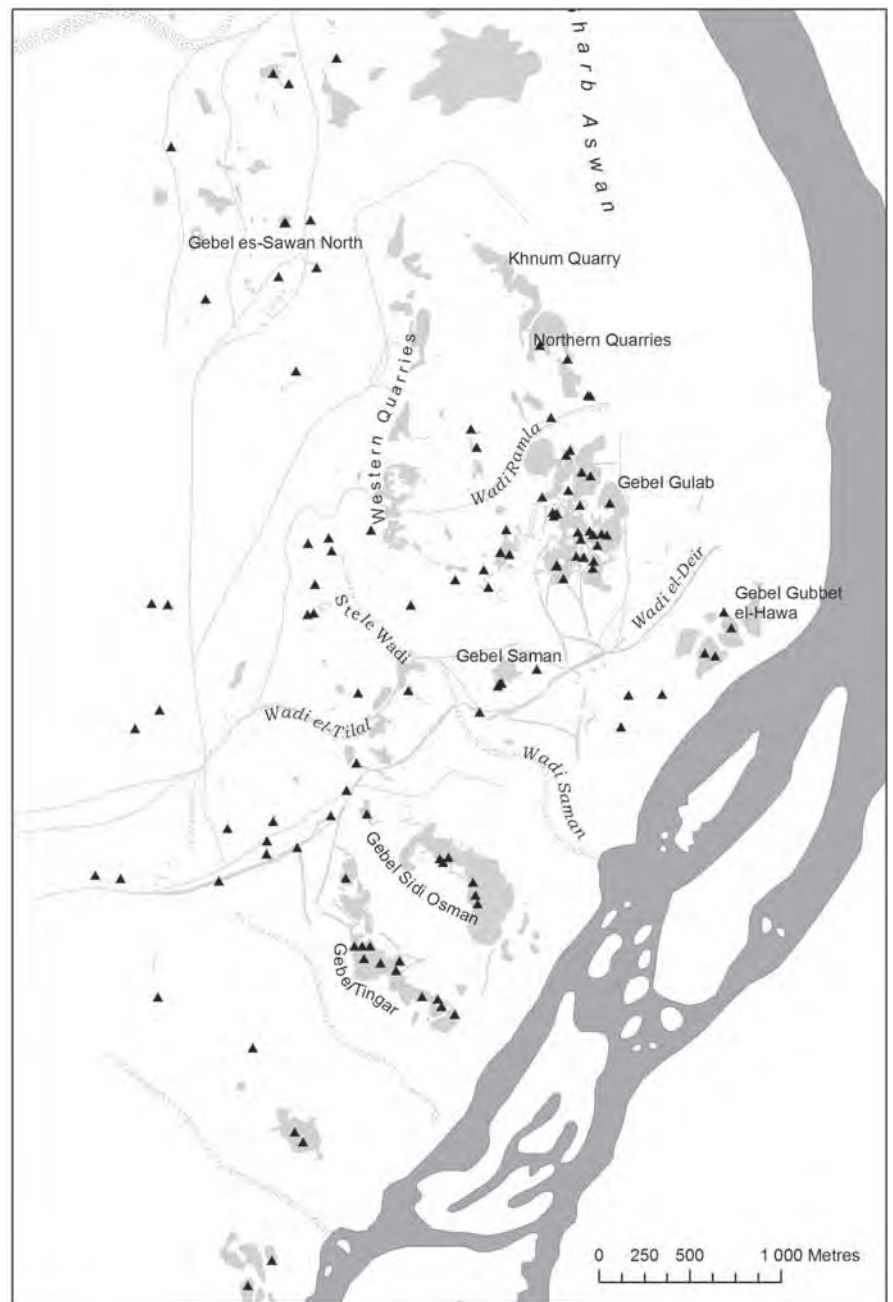 harb Aswan
Gebel es-Sawan North
Khnum Quarry
Northern Quarries
Western Quarries
Wadi Ramla
Gebel Gulab
Wadi el-Deir
Gebel Gubbet
el-Hawa
Stele Wadi
Gebel Saman
Wadi el-Tilal
Wadi Saman
Gebel Sidi Osman
Gebel Tingar
0 250 500 1 000 Metres